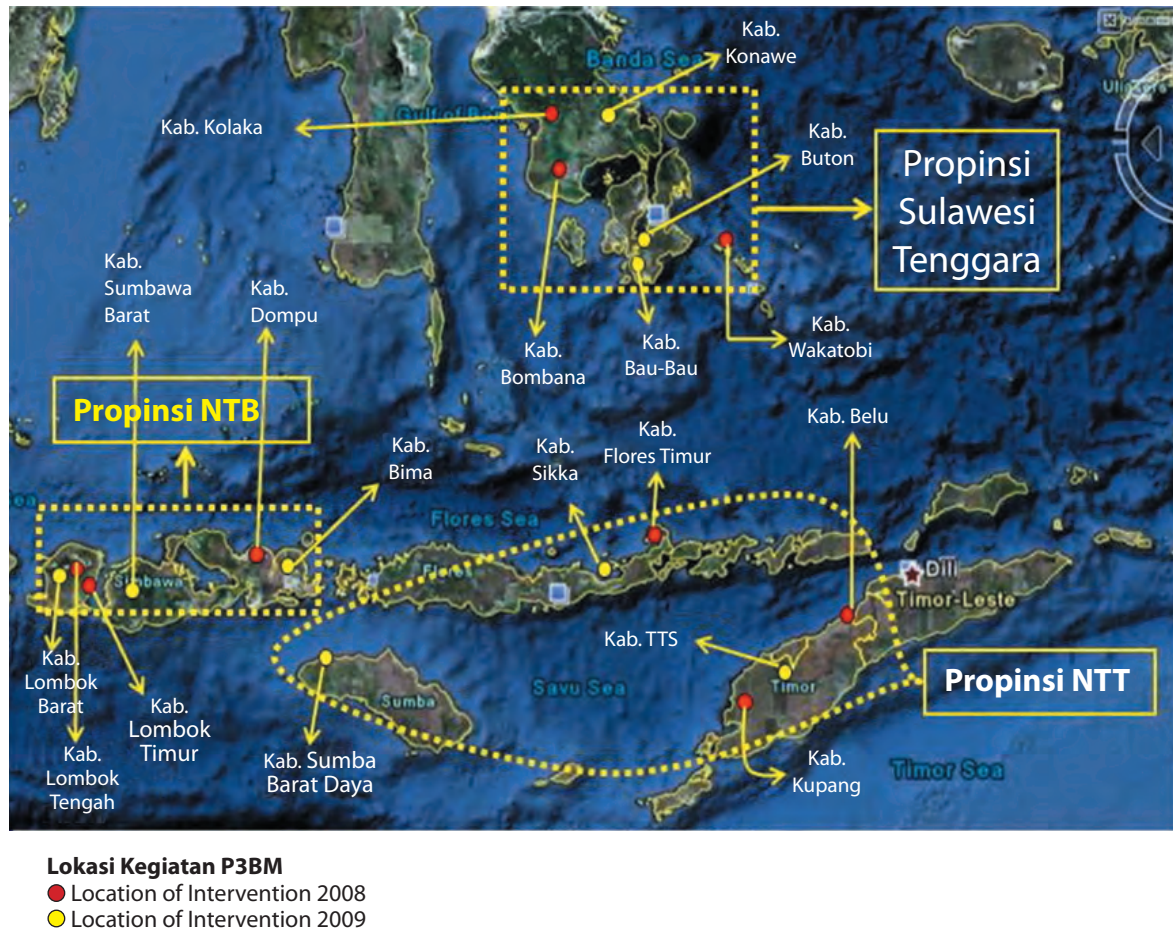 Kab.
Konawe
Banda Sea
Gulf of
Kab. Kolaka
Kab.
Buton
Propinsi
Sulawesi
Tenggara
Kab.
Sumbawa
Barat
Kab.
Dompu
Kab.
Bombana
Kab.
Bau-Bau
Kab.
Wakatobi
Propinsi NTB
Kab.
Bima
Kab.
Sikka
Kab.
Flores Timur
Kab. Belu
Flores Sea
Flores
Simbawa
Dili
Timor-Leste
Kab. TTS
Timor
Propinsi NTT
Savu Sea
Sumba
Kab.
Lombok
Barat
Kab.
Lombok
Timur
Kab.
Lombok
Tengah
Kab. Sumba
Barat Daya
Kab.
Kupang
Timor Sea
Lokasi Kegiatan P3BM
Location of Intervention 2008
Location of Intervention 2009